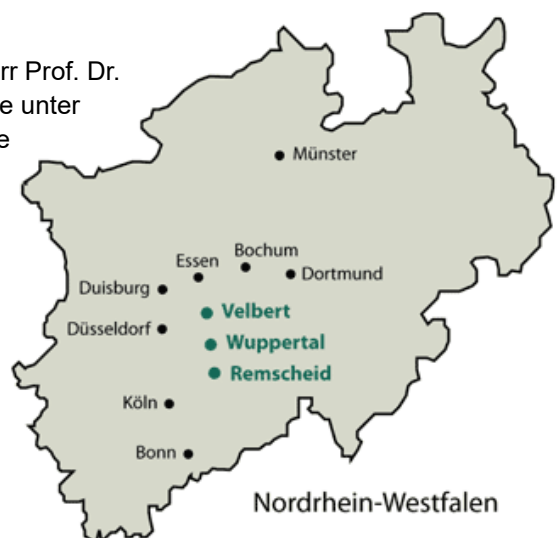 rr Prof. Dr.
e unter
e
Münster
Bochum
Essen
Dortmund
Duisburg
Velbert
Düsseldorf
Wuppertal
Remscheid
Köln
Bonn
Nordrhein-Westfalen